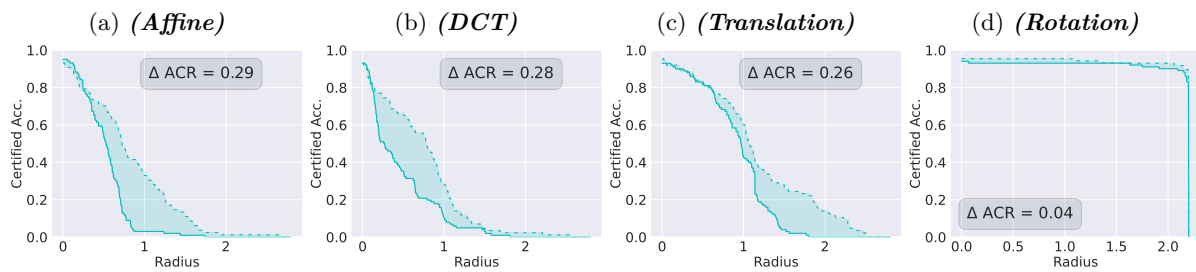 (a) (Affine)
(b) (DCT)
(c) (Translation)
(d) (Rotation)
1.0
0.8
0.6
0.4
0.2
0.0
Certified Acc.
Δ ACR = 0.29
0
1
2
Radius
1.0
0.8
0.6
0.4
0.2
0.0
Certified Acc.
Δ ACR = 0.28
0
1
2
Radius
1.0
0.8
0.6
0.4
0.2
0.0
Certified Acc.
Δ ACR = 0.26
0
1
2
Radius
1.0
0.8
0.6
0.4
0.2
0.0
Certified Acc.
Δ ACR = 0.04
0.0
0.5
1.0
1.5
2.0
Radius